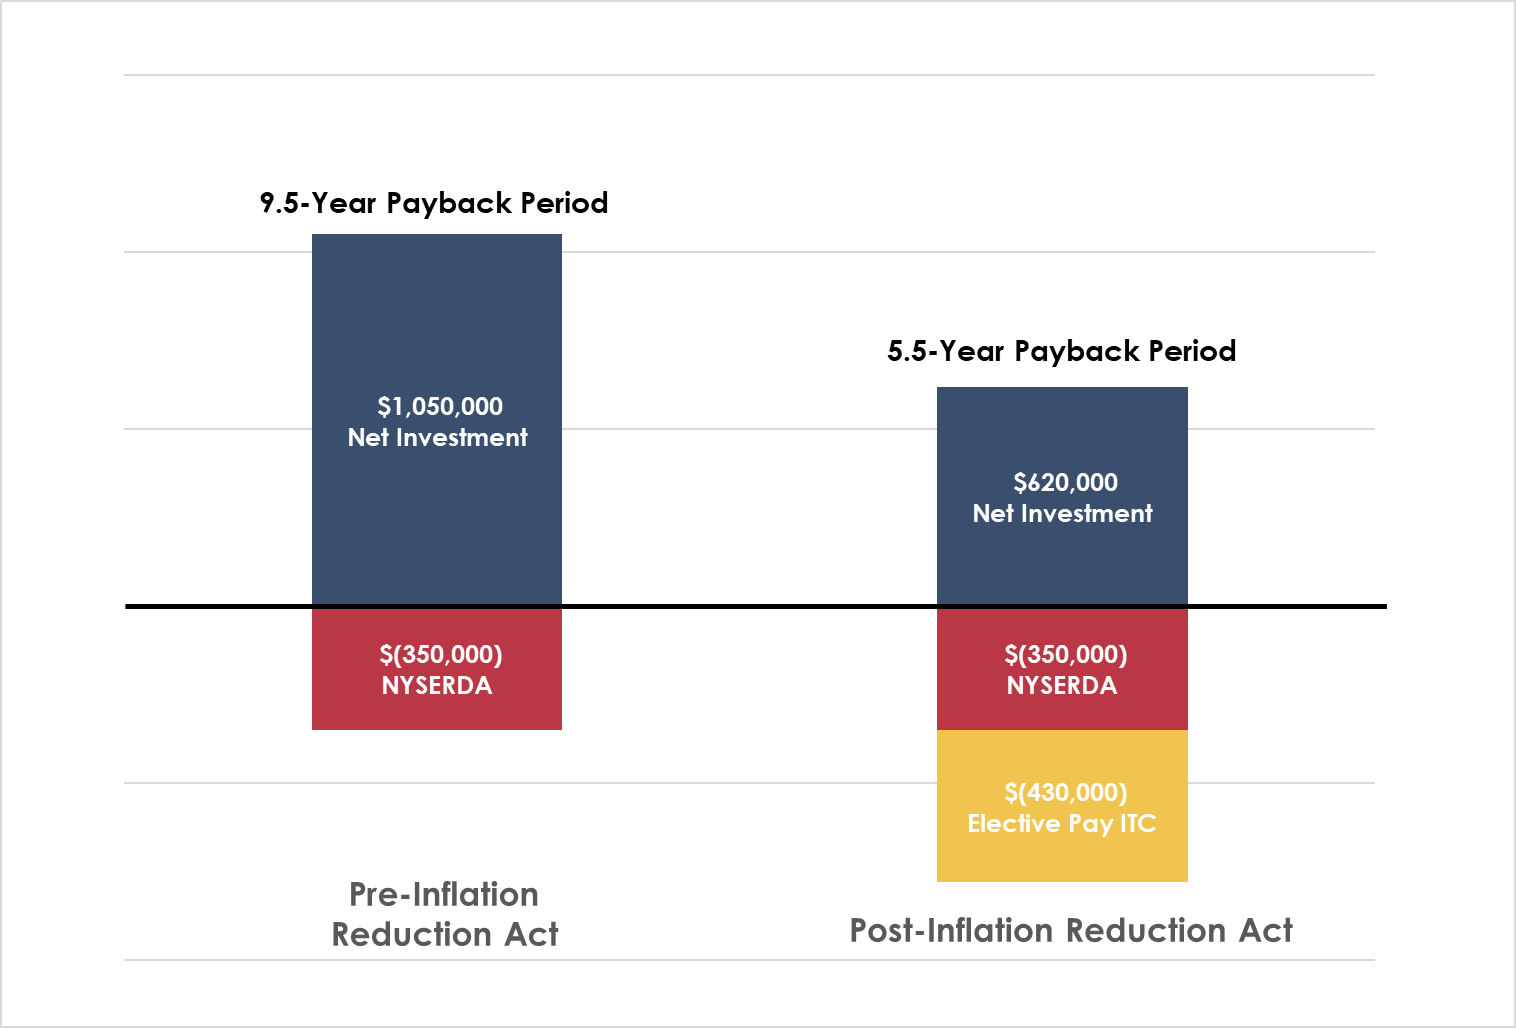 9.5-Year Payback Period
$1,050,000
Net Investment
$(350,000)
NYSERDA
Pre-Inflation
Reduction Act
5.5-Year Payback Period
$620,000
Net Investment
$(350,000)
NYSERDA
$(430,000)
Elective Pay ITC
Post-Inflation Reduction Act